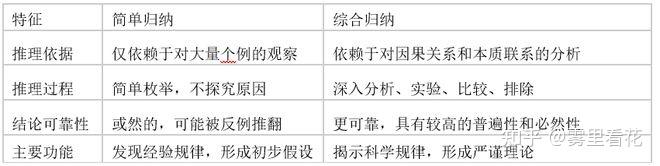 特征 简单归纳 综合归纳
推理依据 仅依赖于对大量个例的观察 依赖于对因果关系和本质联系的分析
推理过程 简单枚举，不探究原因 深入分析、实验、比较、排除
结论可靠性 或然的，可能被反例推翻 更可靠，具有较高的普遍性和必然性
主要功能 发现经验规律，形成初步假设 揭示科学规律，形成严谨理论
知乎 @雾里看花